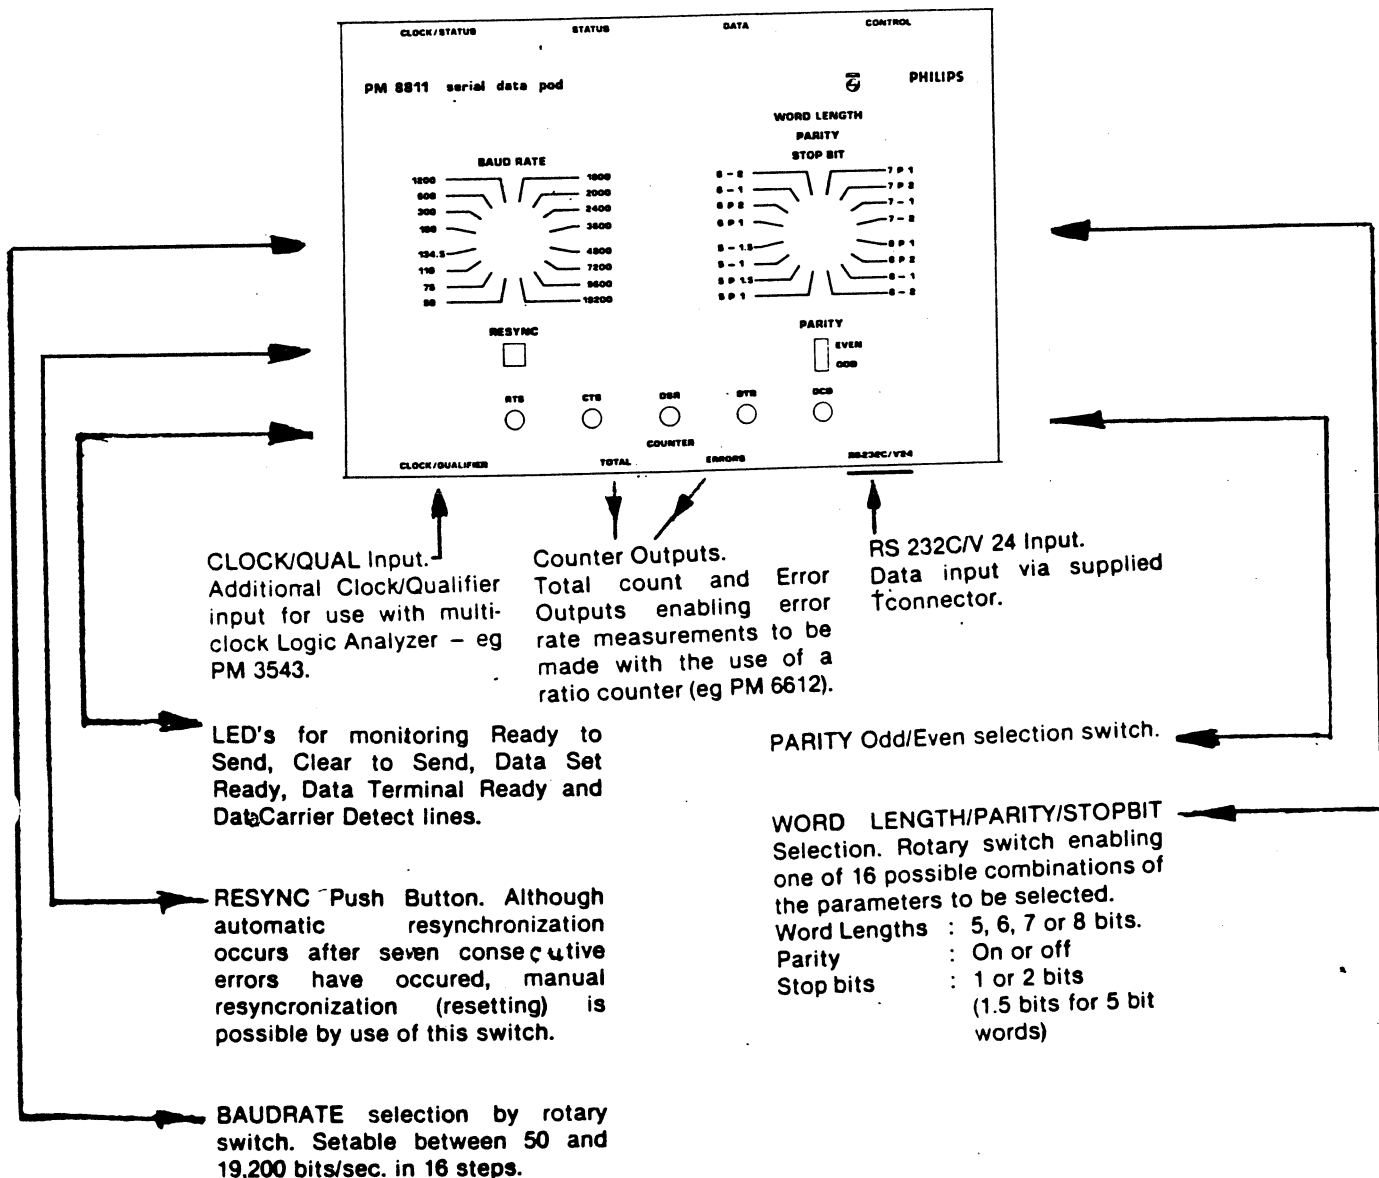 CLOCK/STATUS STATUS DATA CONTROL
PM 8811 serial data pod
PHILIPS
WORD LENGTH
PARITY
STOP BIT
BAUD RATE
1200 1800
600 2000
300 2400
3600
134.5 4800
110 7200
75 9600
50 19200
6 - 2 7 P 1
6 - 1 7 P 2
6 P 2 7 - 1
6 P 1 7 - 2
5 - 1.5 8 P 1
5 - 1 8 P 2
5 P 1.5 8 - 1
5 P 1 8 - 2
RESYNC
PARITY
EVEN
ODD
RTS CTS DSR DTR DCD
COUNTER
CLOCK/QUALIFIER TOTAL ERRORS RS232C/V24
CLOCK/QUAL Input.
Additional Clock/Qualifier
input for use with multi-
clock Logic Analyzer – eg
PM 3543.
Counter Outputs.
Total count and Error
Outputs enabling error
rate measurements to be
made with the use of a
ratio counter (eg PM 6612).
RS 232C/V 24 Input.
Data input via supplied
Tconnector.
LED's for monitoring Ready to
Send, Clear to Send, Data Set
Ready, Data Terminal Ready and
DataCarrier Detect lines.
PARITY Odd/Even selection switch.
RESYNC Push Button. Although
automatic resynchronization
occurs after seven consecutive
errors have occured, manual
resyncronization (resetting) is
possible by use of this switch.
WORD LENGTH/PARITY/STOPBIT
Selection. Rotary switch enabling
one of 16 possible combinations of
the parameters to be selected.
Word Lengths : 5, 6, 7 or 8 bits.
Parity : On or off
Stop bits : 1 or 2 bits
(1.5 bits for 5 bit
words)
BAUDRATE selection by rotary
switch. Setable between 50 and
19,200 bits/sec. in 16 steps.